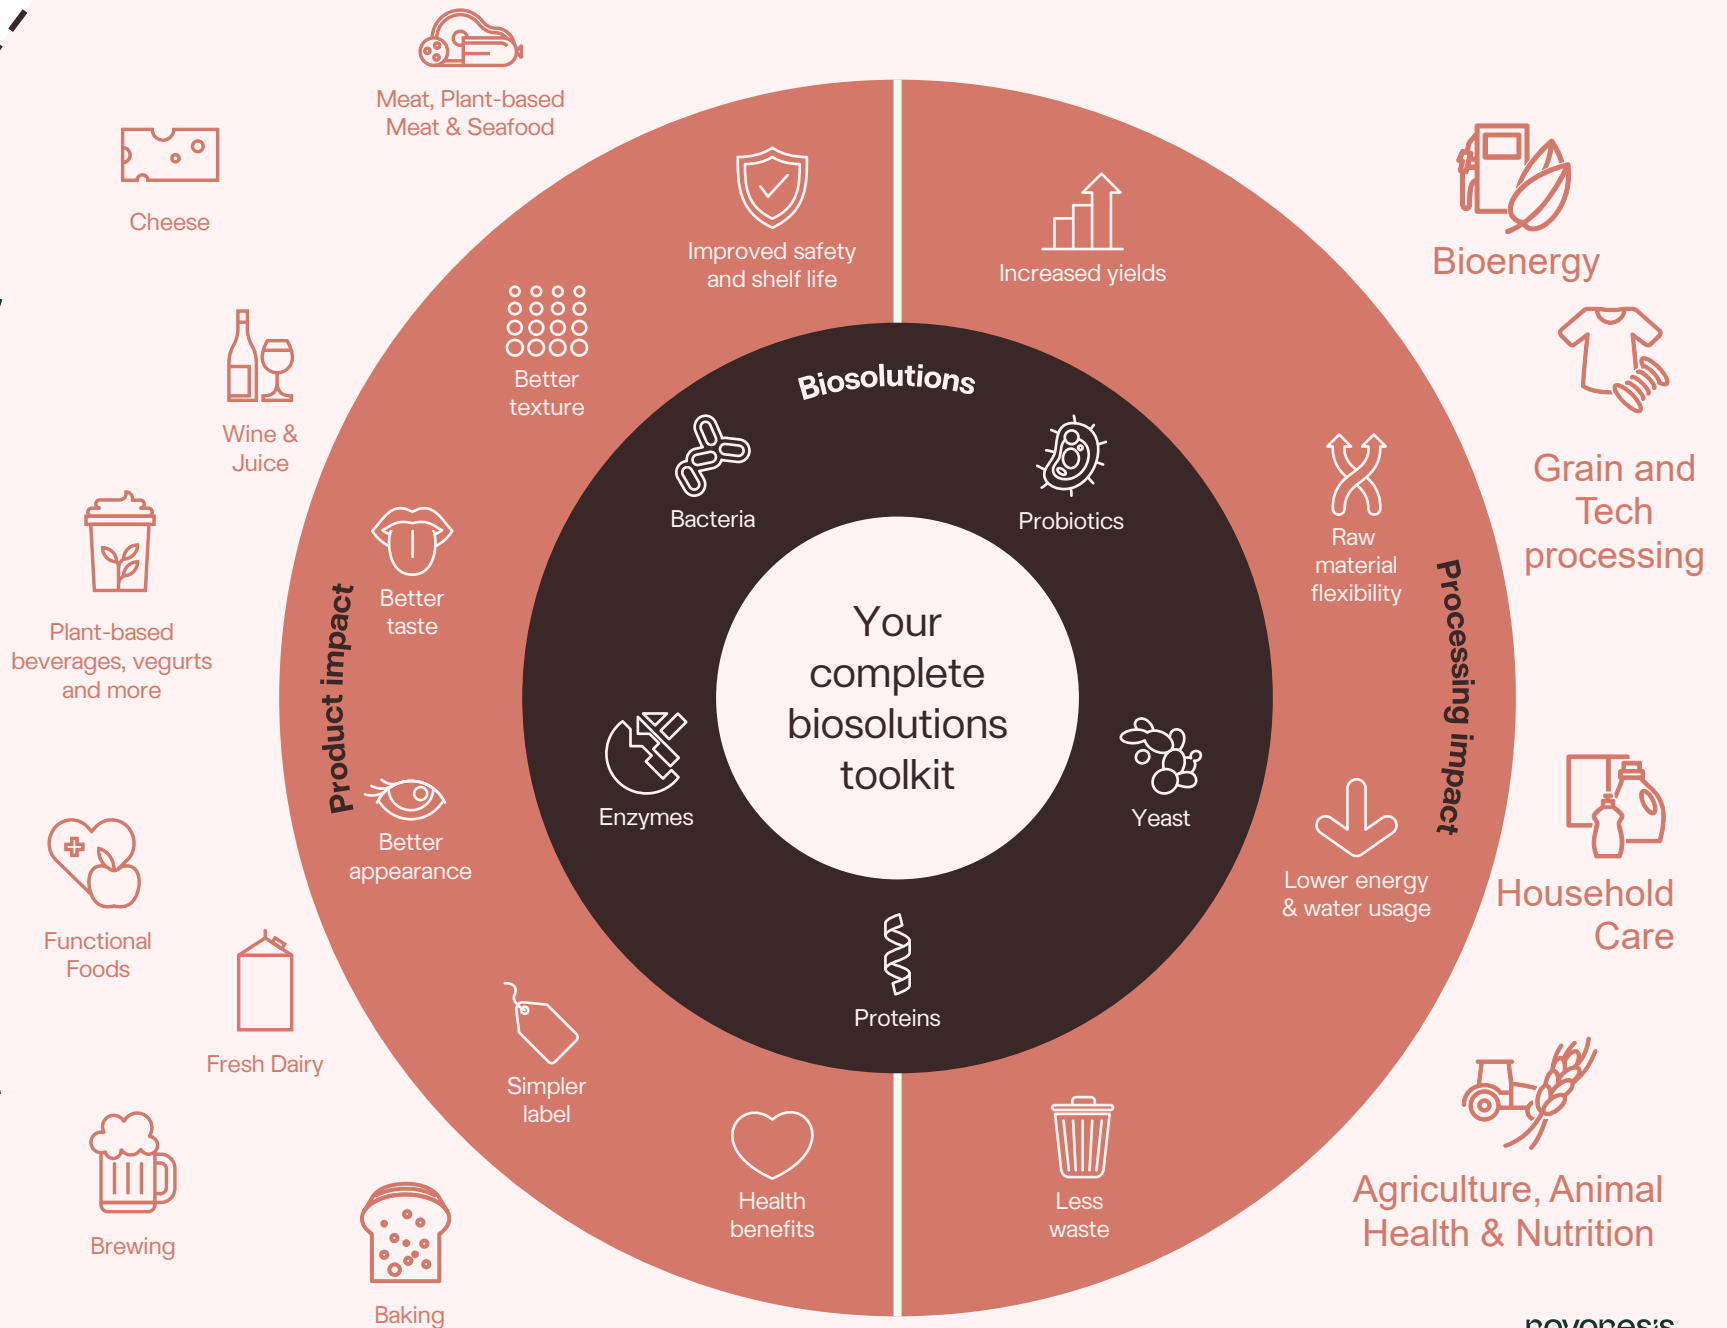 Meat, Plant-based
Meat & Seafood
Cheese
Wine &
Juice
Plant-based
beverages, vegurts
and more
Functional
Foods
Fresh Dairy
Brewing
Baking
Product impact
Improved safety
and shelf life
Better
texture
Better
taste
Better
appearance
Simpler
label
Health
benefits
Biosolutions
Bacteria
Probiotics
Enzymes
Yeast
Proteins
Your
complete
biosolutions
toolkit
Increased yields
Raw
material
flexibility
Lower energy
& water usage
Less
waste
Processing impact
Bioenergy
Grain and
Tech
processing
Household
Care
Agriculture, Animal
Health & Nutrition
novonesis